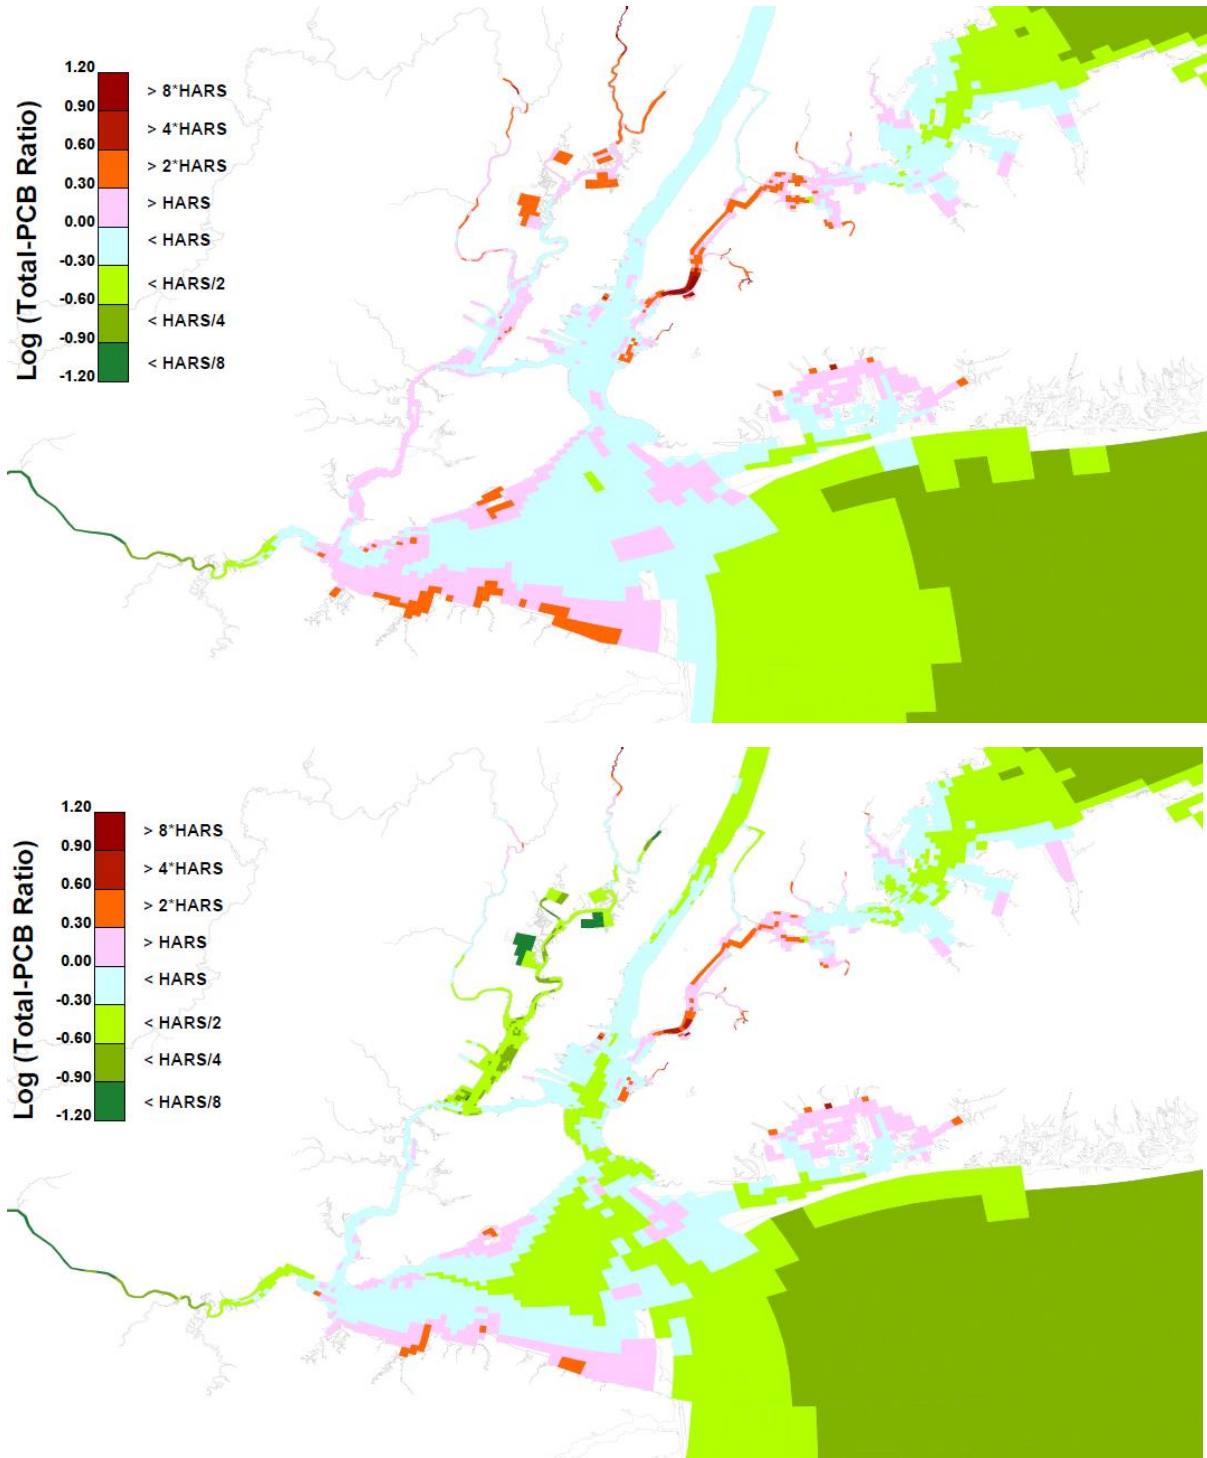 Log (Total-PCB Ratio)
1.20
0.90
0.60
0.30
0.00
-0.30
-0.60
-0.90
-1.20
> 8*HARS
> 4*HARS
> 2*HARS
> HARS
< HARS
< HARS/2
< HARS/4
< HARS/8
Log (Total-PCB Ratio)
1.20
0.90
0.60
0.30
0.00
-0.30
-0.60
-0.90
-1.20
> 8*HARS
> 4*HARS
> 2*HARS
> HARS
< HARS
< HARS/2
< HARS/4
< HARS/8